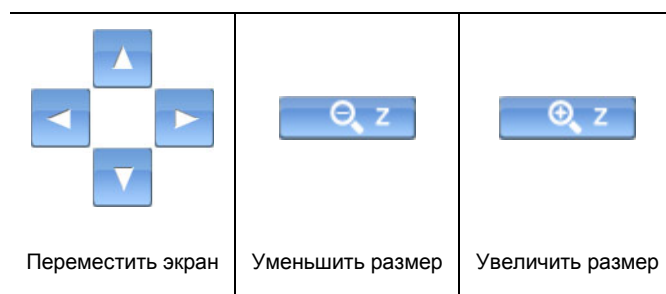 Z
Z
Переместить экран
Уменьшить размер
Увеличить размер